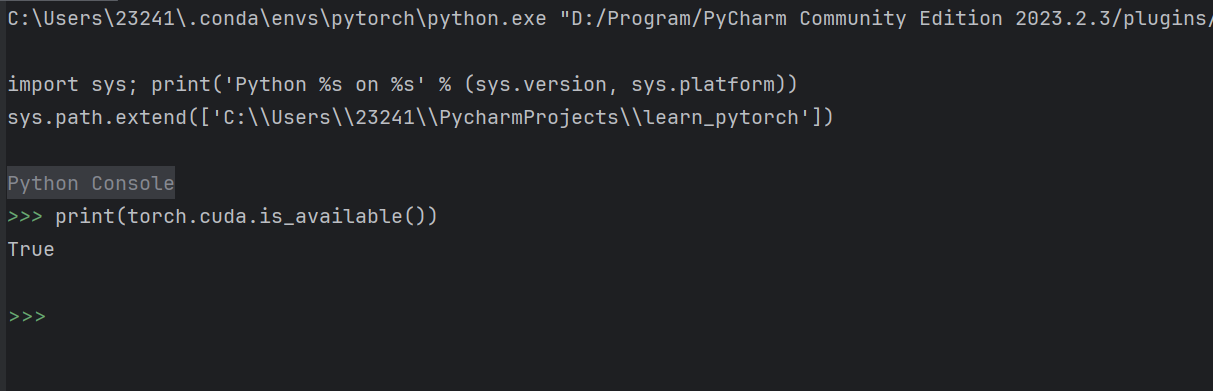 C:\Users\23241\.conda\envs\pytorch\python.exe "D:/Program/PyCharm Community Edition 2023.2.3/plugins/
import sys; print('Python %s on %s' % (sys.version, sys.platform))
sys.path.extend(['C:\\Users\\23241\\PycharmProjects\\learn_pytorch'])
Python Console
>>> print(torch.cuda.is_available())
True
>>>